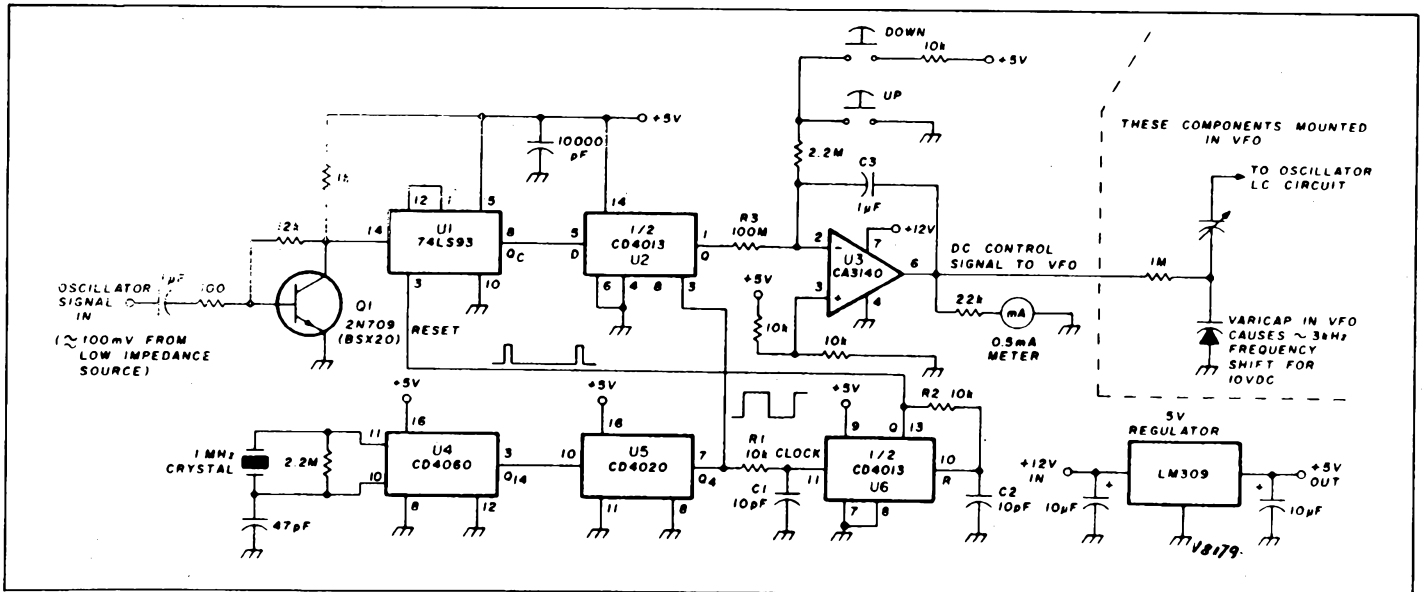 DOWN
10k
+5V
UP
THESE COMPONENTS MOUNTED
IN VFO
TO OSCILLATOR
LC CIRCUIT
+5V
10000
pF
1k
2.2M
C3
1µF
12k
12
1
5
14
U1
74LS93
8
QC
3
10
14
5
D
1/2
CD4013
U2
1
Q
6
4
8
3
R3
100M
+12V
2
-
7
U3
CA3140
6
3
+
4
DC CONTROL
SIGNAL TO VFO
1M
22k
mA
0.5mA
METER
VARICAP IN VFO
CAUSES ~ 3kHz
FREQUENCY
SHIFT FOR
10VDC
OSCILLATOR
SIGNAL
IN
(≈100mV FROM
LOW IMPEDANCE
SOURCE)
.1µF
100
Q1
2N709
(BSX20)
RESET
+5V
10k
10k
1MHz
CRYSTAL
2.2M
47pF
+5V
16
11
10
U4
CD4060
3
Q14
8
12
+5V
16
10
U5
CD4020
7
Q4
11
8
R1
10k
CLOCK
C1
10pF
+5V
9
Q
13
11
1/2
CD4013
U6
10
R
7
8
R2 10k
C2
10pF
5V
REGULATOR
+12V
IN
+
10µF
LM309
+5V
OUT
+
10µF
V8179.